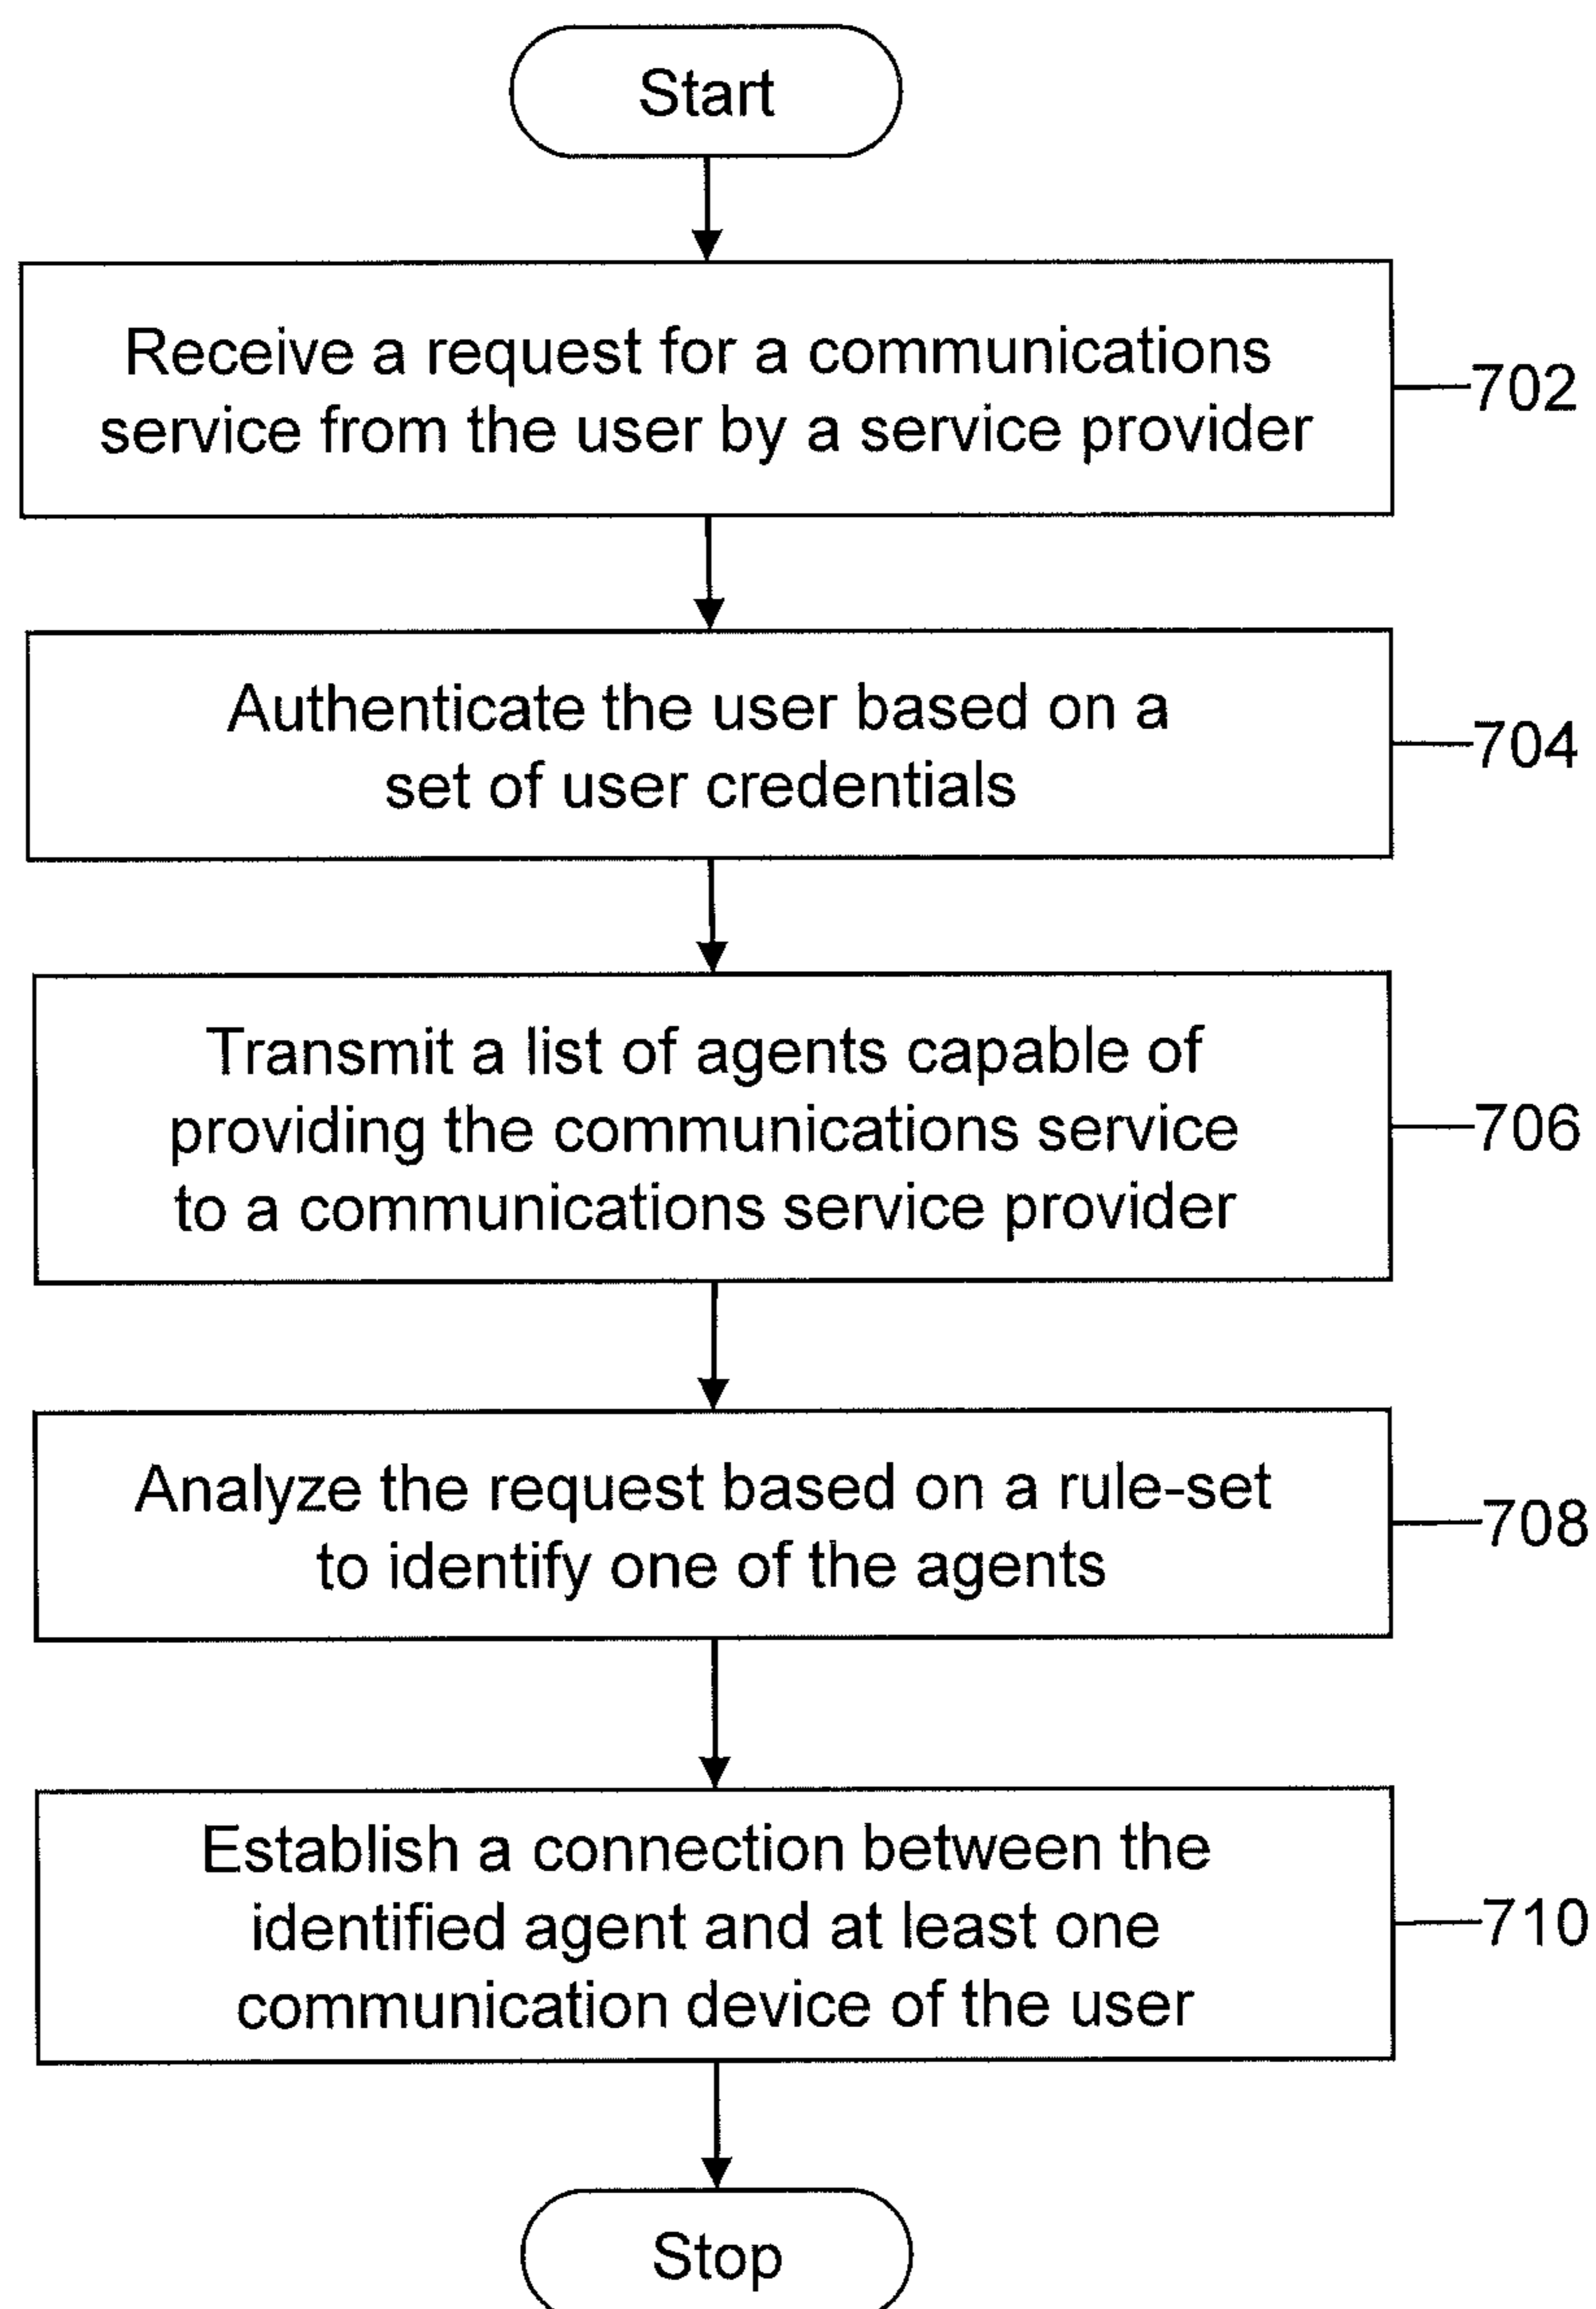 Start
Receive a request for a communications
service from the user by a service provider
702
Authenticate the user based on a
set of user credentials
704
Transmit a list of agents capable of
providing the communications service
to a communications service provider
706
Analyze the request based on a rule-set
to identify one of the agents
708
Establish a connection between the
identified agent and at least one
communication device of the user
710
Stop